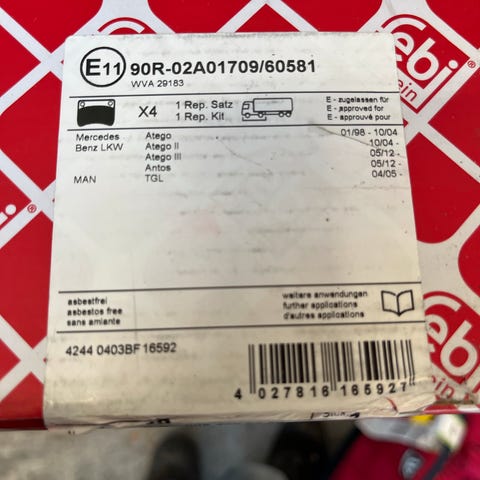 E11 90R-02A01709/60581
WVA 29183
X4 1 Rep. Satz
1 Rep. Kit
E - zugelassen für
E - approved for
E - approuvé pour
Mercedes Atego 01/98 - 10/04
Benz LKW Atego II 10/04 -
Atego III 05/12 -
Antos 05/12 -
MAN TGL 04/05 -
asbestfrei
asbestos free
sans amiante
weitere anwendungen
further applications
d'autres applications
4244 0403BF16592
4 027816 165927